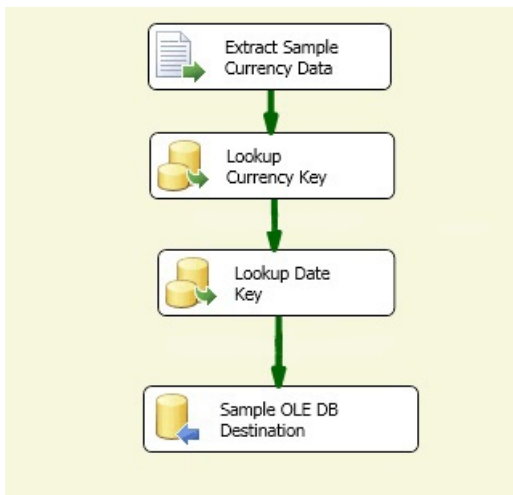 Extract Sample
Currency Data
Lookup
Currency Key
Lookup Date
Key
Sample OLE DB
Destination